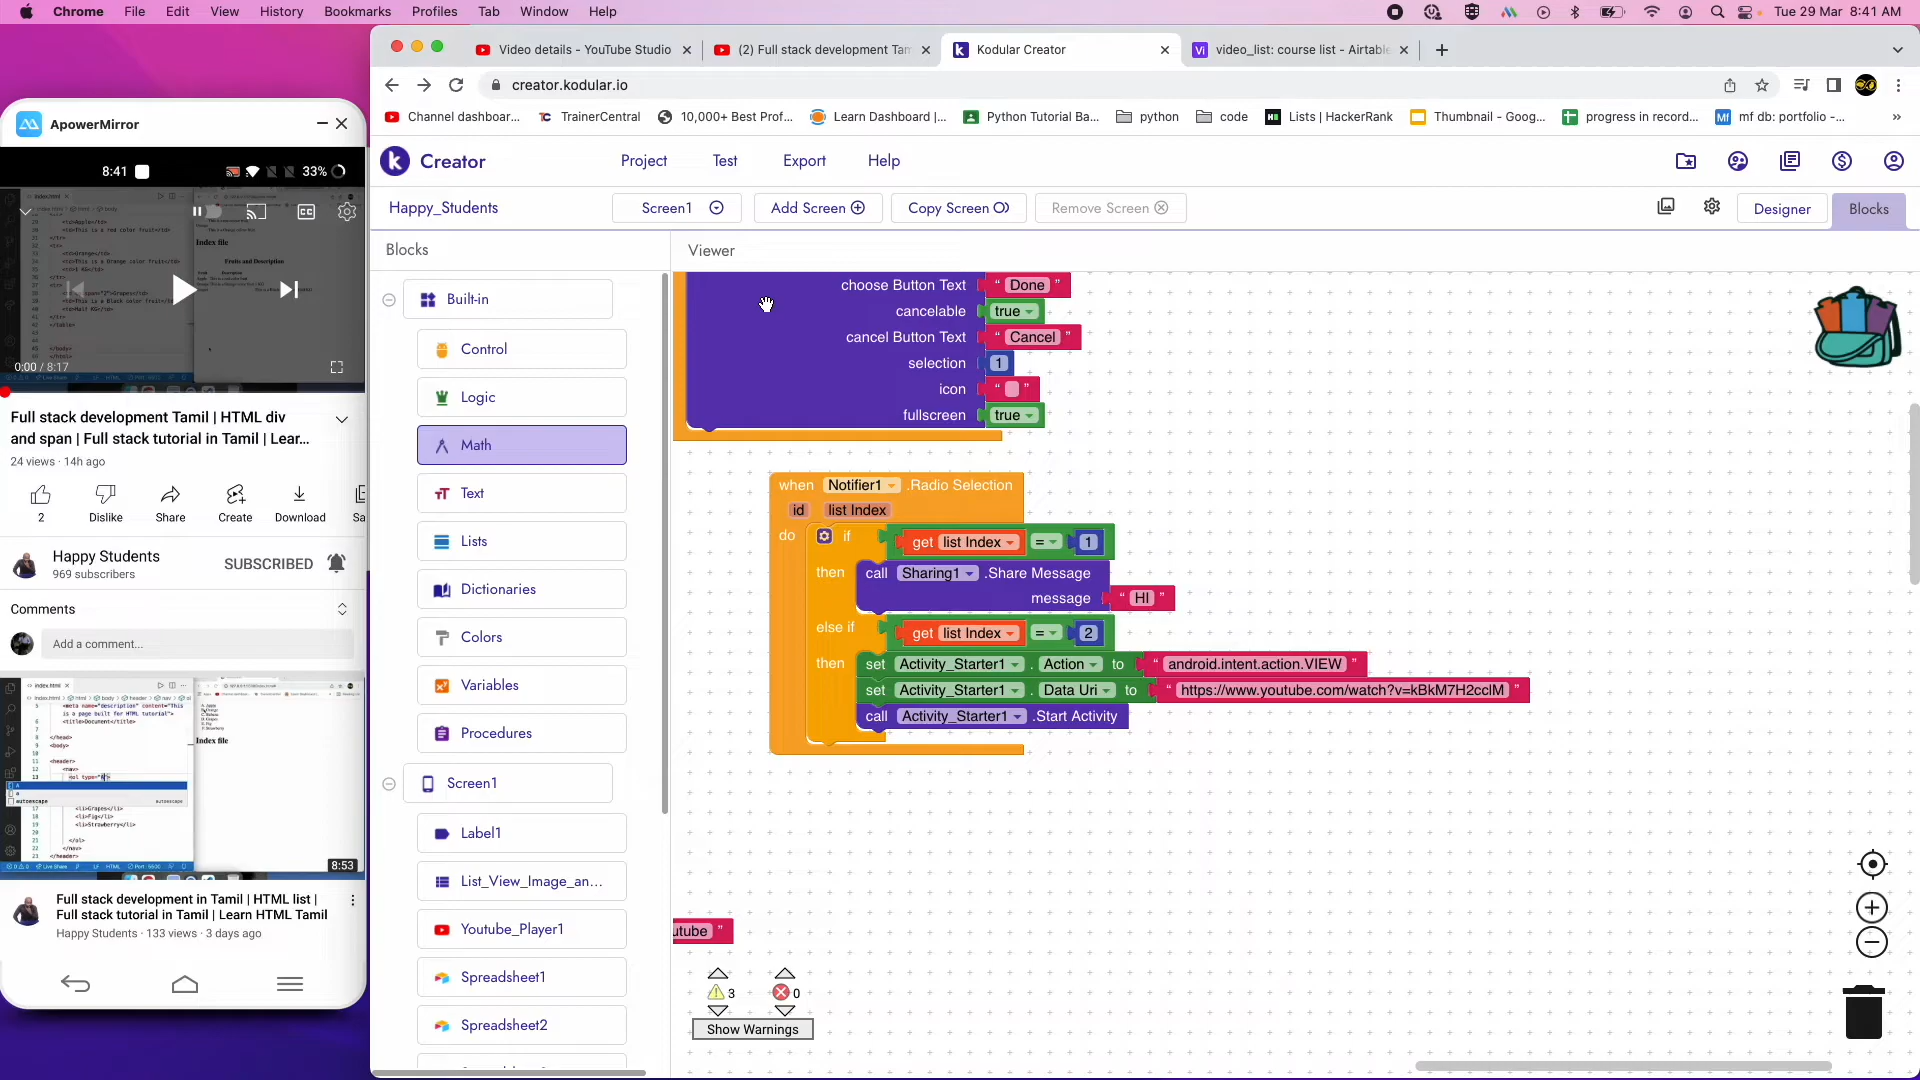 Chrome File Edit View History Bookmarks Profiles Tab Window Help Tue 29 Mar 8:41 AM
Video details - YouTube Studio (2) Full stack development Tam Kodular Creator Vi video_list: course list - Airtable
creator.kodular.io
Channel dashboar... TC TrainerCentral 10,000+ Best Prof... Learn Dashboard |... Python Tutorial Ba... python code Lists | HackerRank Thumbnail - Goog... progress in record... Mf mf db: portfolio -...
ApowerMirror
8:41 33%
0:00 / 8:17
Full stack development Tamil | HTML div
and span | Full stack tutorial in Tamil | Lear...
24 views · 14h ago
2 Dislike Share Create Download Sa
Happy Students
969 subscribers
SUBSCRIBED
Comments
Add a comment...
8:53
Full stack development in Tamil | HTML list |
Full stack tutorial in Tamil | Learn HTML Tamil
Happy Students · 133 views · 3 days ago
Creator Project Test Export Help
Happy_Students Screen1 Add Screen Copy Screen Remove Screen Designer Blocks
Blocks
Built-in
Control
Logic
Math
Text
Lists
Dictionaries
Colors
Variables
Procedures
Screen1
Label1
List_View_Image_an...
Youtube_Player1
Spreadsheet1
Spreadsheet2
Viewer
choose Button Text “ Done ”
cancelable true
cancel Button Text “ Cancel ”
selection 1
icon “ ”
fullscreen true
when Notifier1 .Radio Selection
id list Index
do if get list Index = 1
then call Sharing1 .Share Message
message “ HI ”
else if get list Index = 2
then set Activity_Starter1 . Action to “ android.intent.action.VIEW ”
set Activity_Starter1 . Data Uri to “ https://www.youtube.com/watch?v=kBkM7H2cclM ”
call Activity_Starter1 .Start Activity
utube ”
3 0
Show Warnings